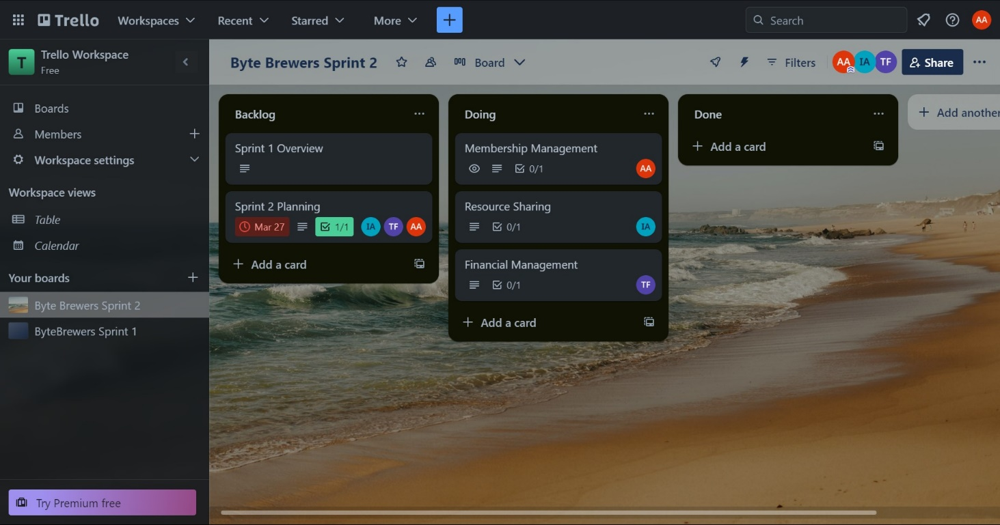 Trello
Workspaces
Recent
Starred
More
Search
AA
T
Trello Workspace
Free
Boards
Members
Workspace settings
Workspace views
Table
Calendar
Your boards
Byte Brewers Sprint 2
ByteBrewers Sprint 1
Try Premium free
Byte Brewers Sprint 2
Board
Filters
AA IA TF
Share
Backlog
Sprint 1 Overview
Sprint 2 Planning
Mar 27 1/1 IA TF AA
Add a card
Doing
Membership Management
0/1 AA
Resource Sharing
0/1 IA
Financial Management
0/1 TF
Add a card
Done
Add a card
Add another